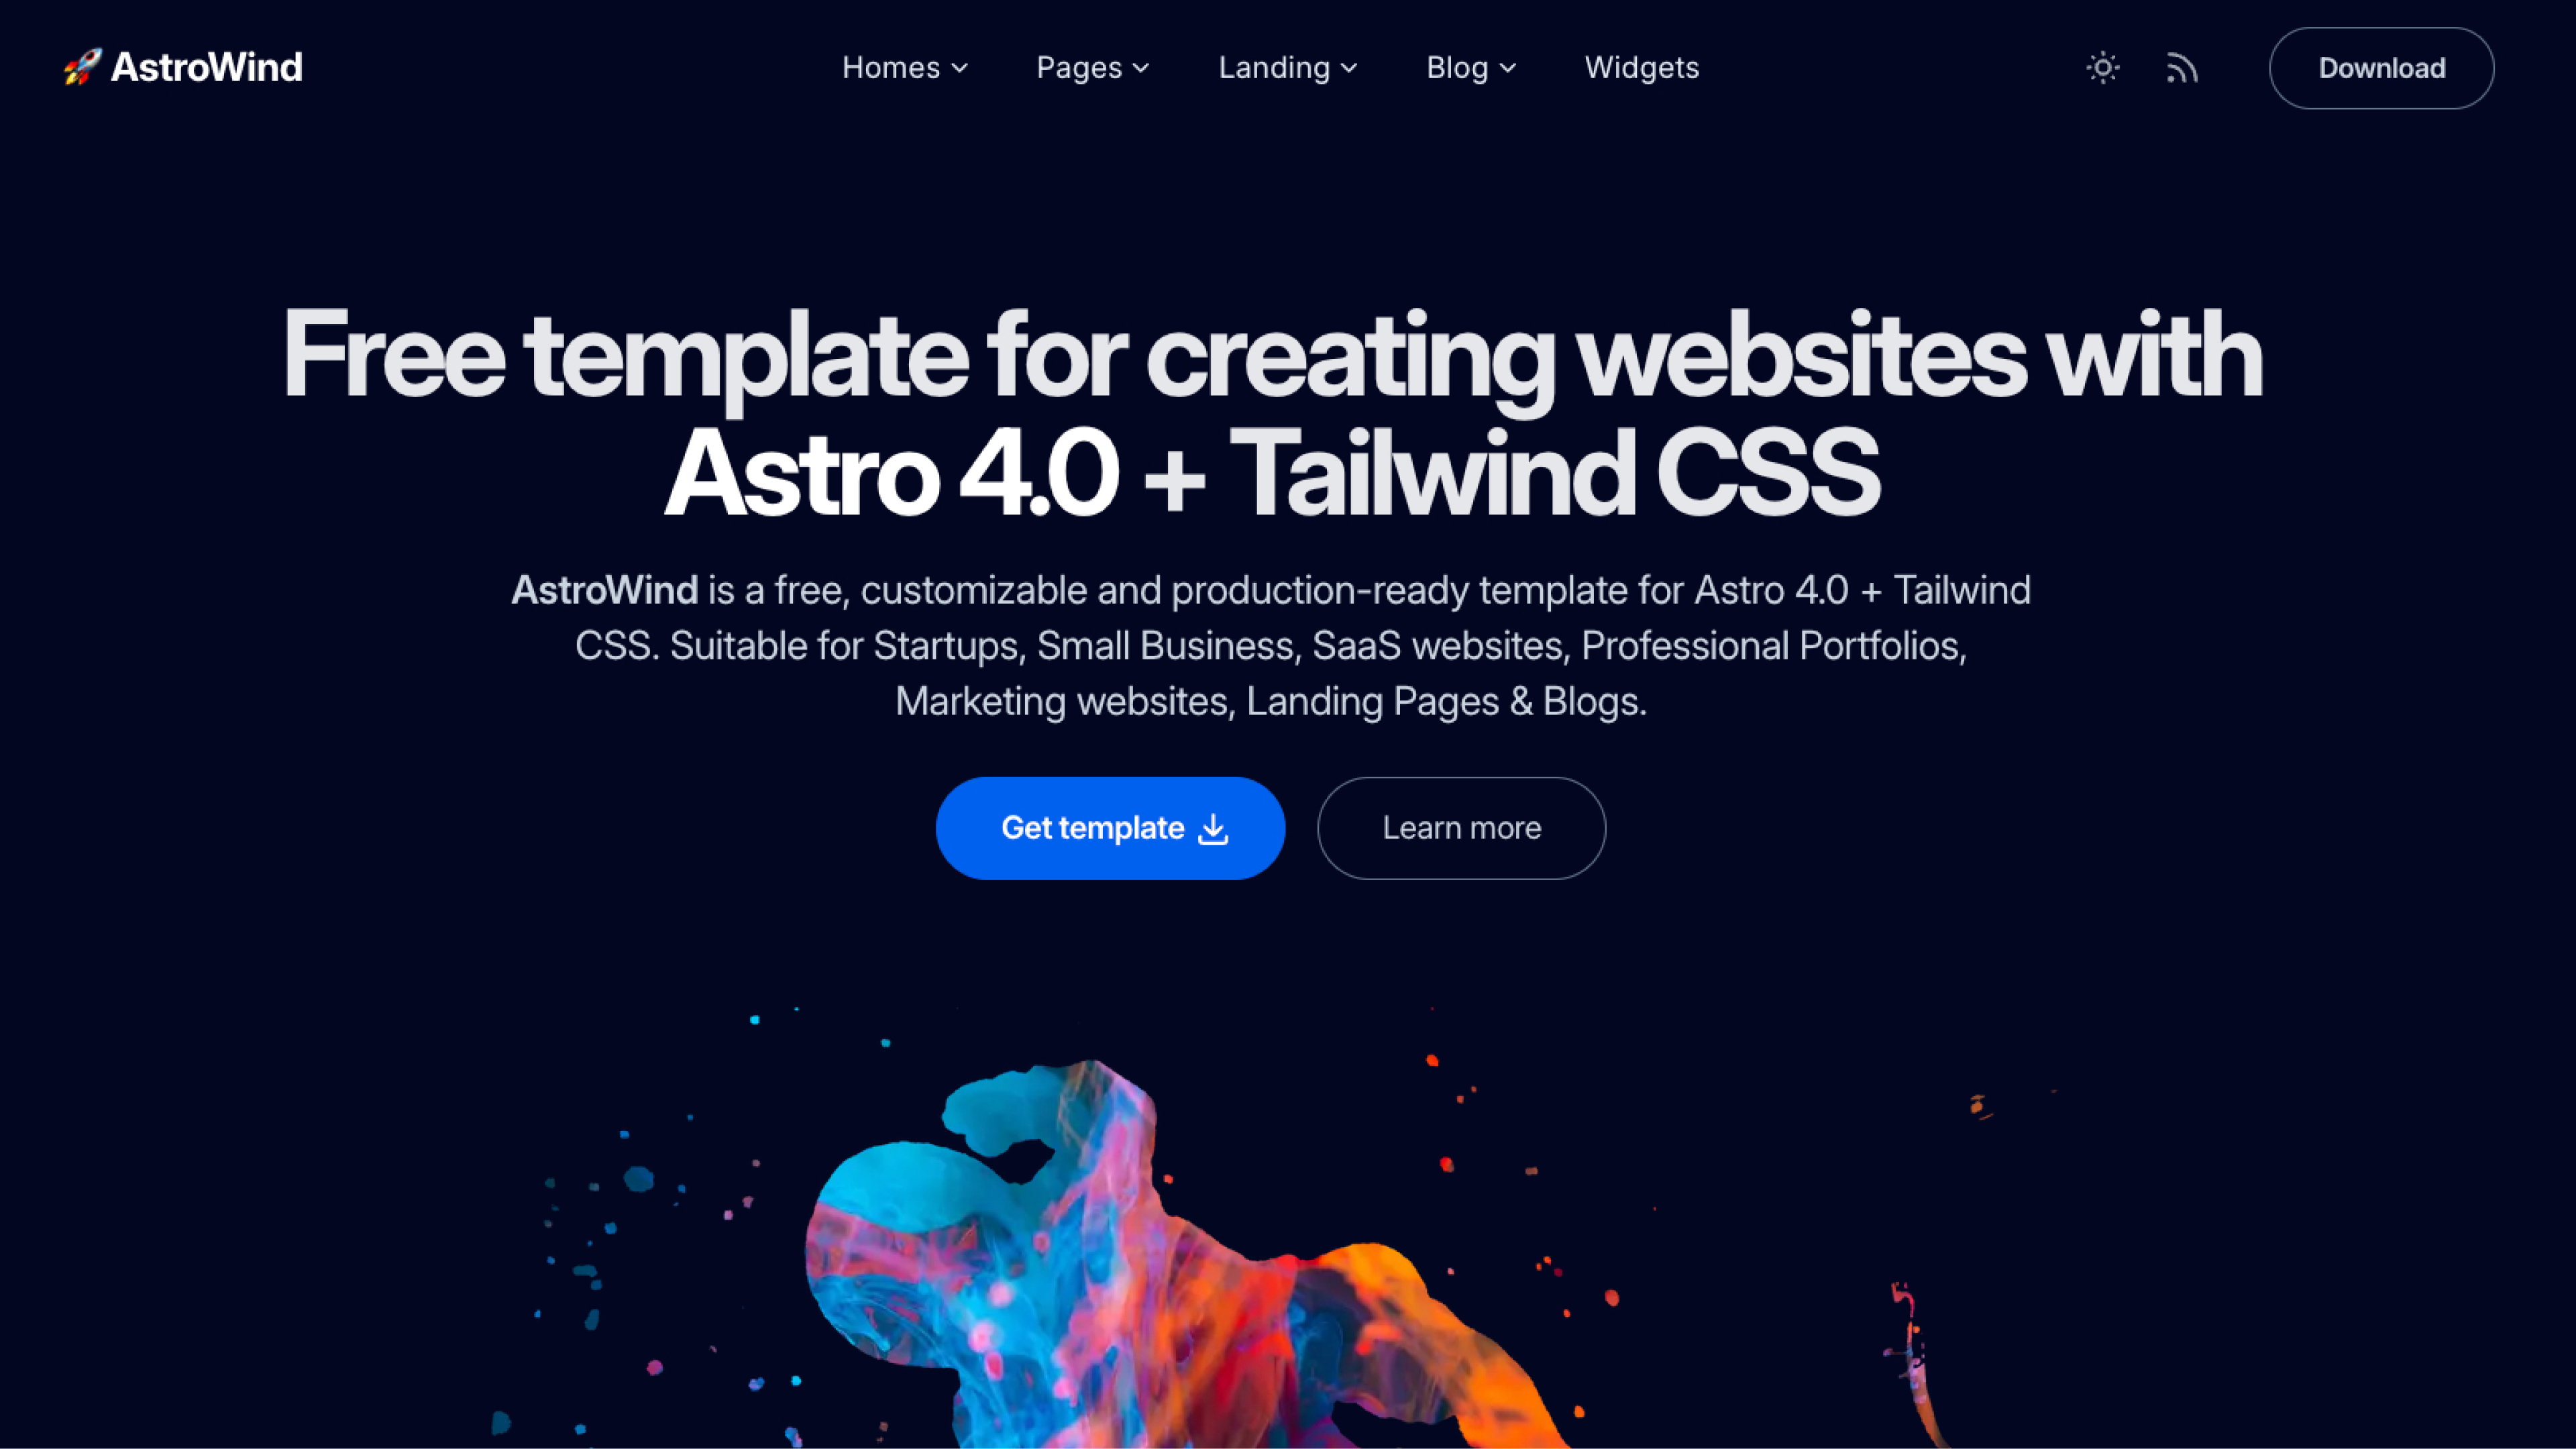 AstroWind
Homes
Pages
Landing
Blog
Widgets
Download
Free template for creating websites with
Astro 4.0 + Tailwind CSS
AstroWind is a free, customizable and production-ready template for Astro 4.0 + Tailwind
CSS. Suitable for Startups, Small Business, SaaS websites, Professional Portfolios,
Marketing websites, Landing Pages & Blogs.
Get template
Learn more